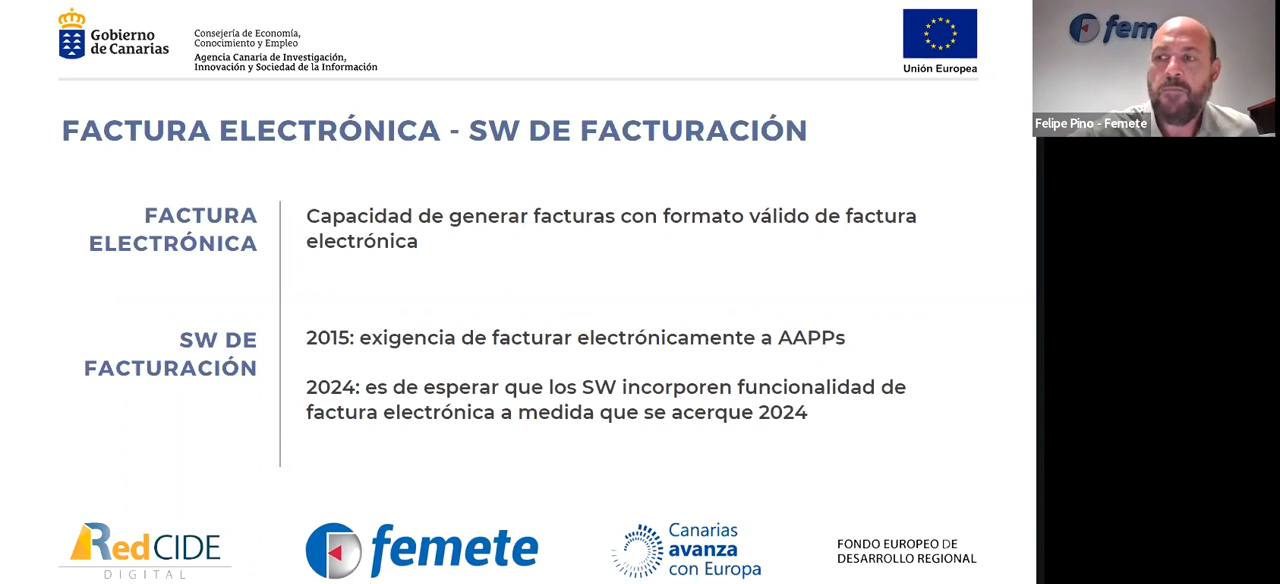 Gobierno
de Canarias
Consejería de Economía,
Conocimiento y Empleo
Agencia Canaria de Investigación,
Innovación y Sociedad de la Información
Unión Europea
fem
Felipe Pino - Femete
FACTURA ELECTRÓNICA - SW DE FACTURACIÓN
FACTURA
ELECTRÓNICA
Capacidad de generar facturas con formato válido de factura
electrónica
SW DE
FACTURACIÓN
2015: exigencia de facturar electrónicamente a AAPPs
2024: es de esperar que los SW incorporen funcionalidad de
factura electrónica a medida que se acerque 2024
RedCIDE
DIGITAL
femete
Canarias
avanza
con Europa
FONDO EUROPEO DE
DESARROLLO REGIONAL